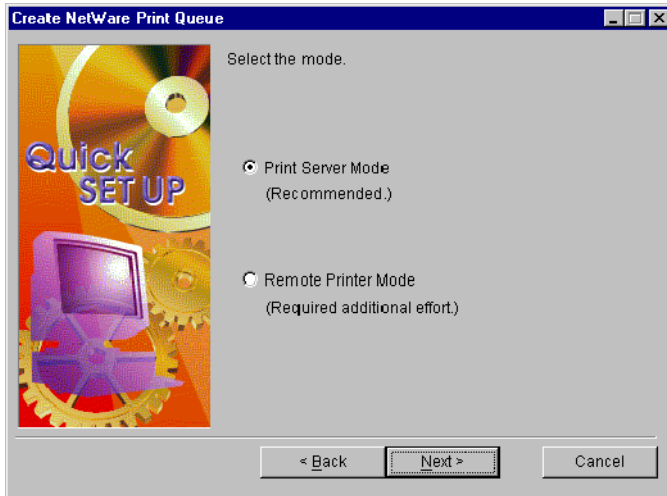 Create NetWare Print Queue
Select the mode.
Quick
SET UP
Print Server Mode
(Recommended.)
Remote Printer Mode
(Required additional effort.)
< Back
Next >
Cancel